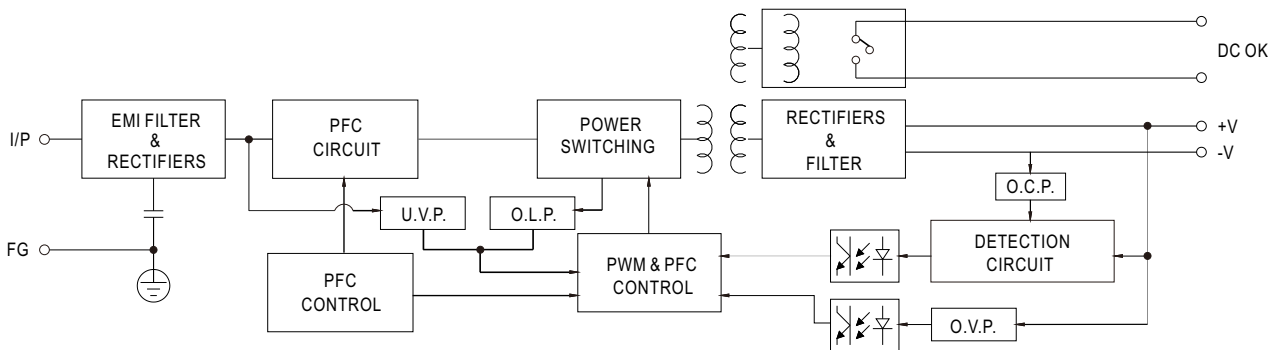 DC OK
I/P
EMI FILTER
&
RECTIFIERS
PFC
CIRCUIT
POWER
SWITCHING
RECTIFIERS
&
FILTER
+V
-V
O.C.P.
U.V.P.
O.L.P.
FG
PFC
CONTROL
PWM & PFC
CONTROL
DETECTION
CIRCUIT
O.V.P.